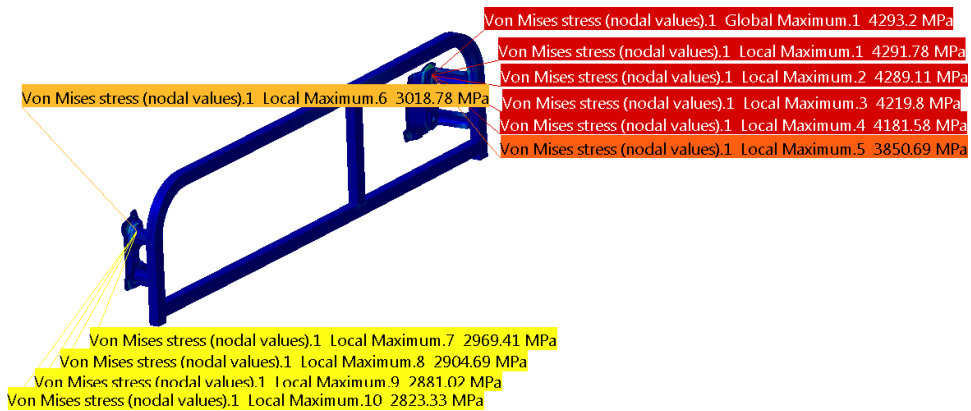 Von Mises stress (nodal values).1 Global Maximum.1 4293.2 MPa
Von Mises stress (nodal values).1 Local Maximum.1 4291.78 MPa
Von Mises stress (nodal values).1 Local Maximum.2 4289.11 MPa
Von Mises stress (nodal values).1 Local Maximum.6 3018.78 MPa
Von Mises stress (nodal values).1 Local Maximum.3 4219.8 MPa
Von Mises stress (nodal values).1 Local Maximum.4 4181.58 MPa
Von Mises stress (nodal values).1 Local Maximum.5 3850.69 MPa
Von Mises stress (nodal values).1 Local Maximum.7 2969.41 MPa
Von Mises stress (nodal values).1 Local Maximum.8 2904.69 MPa
Von Mises stress (nodal values).1 Local Maximum.9 2881.02 MPa
Von Mises stress (nodal values).1 Local Maximum.10 2823.33 MPa